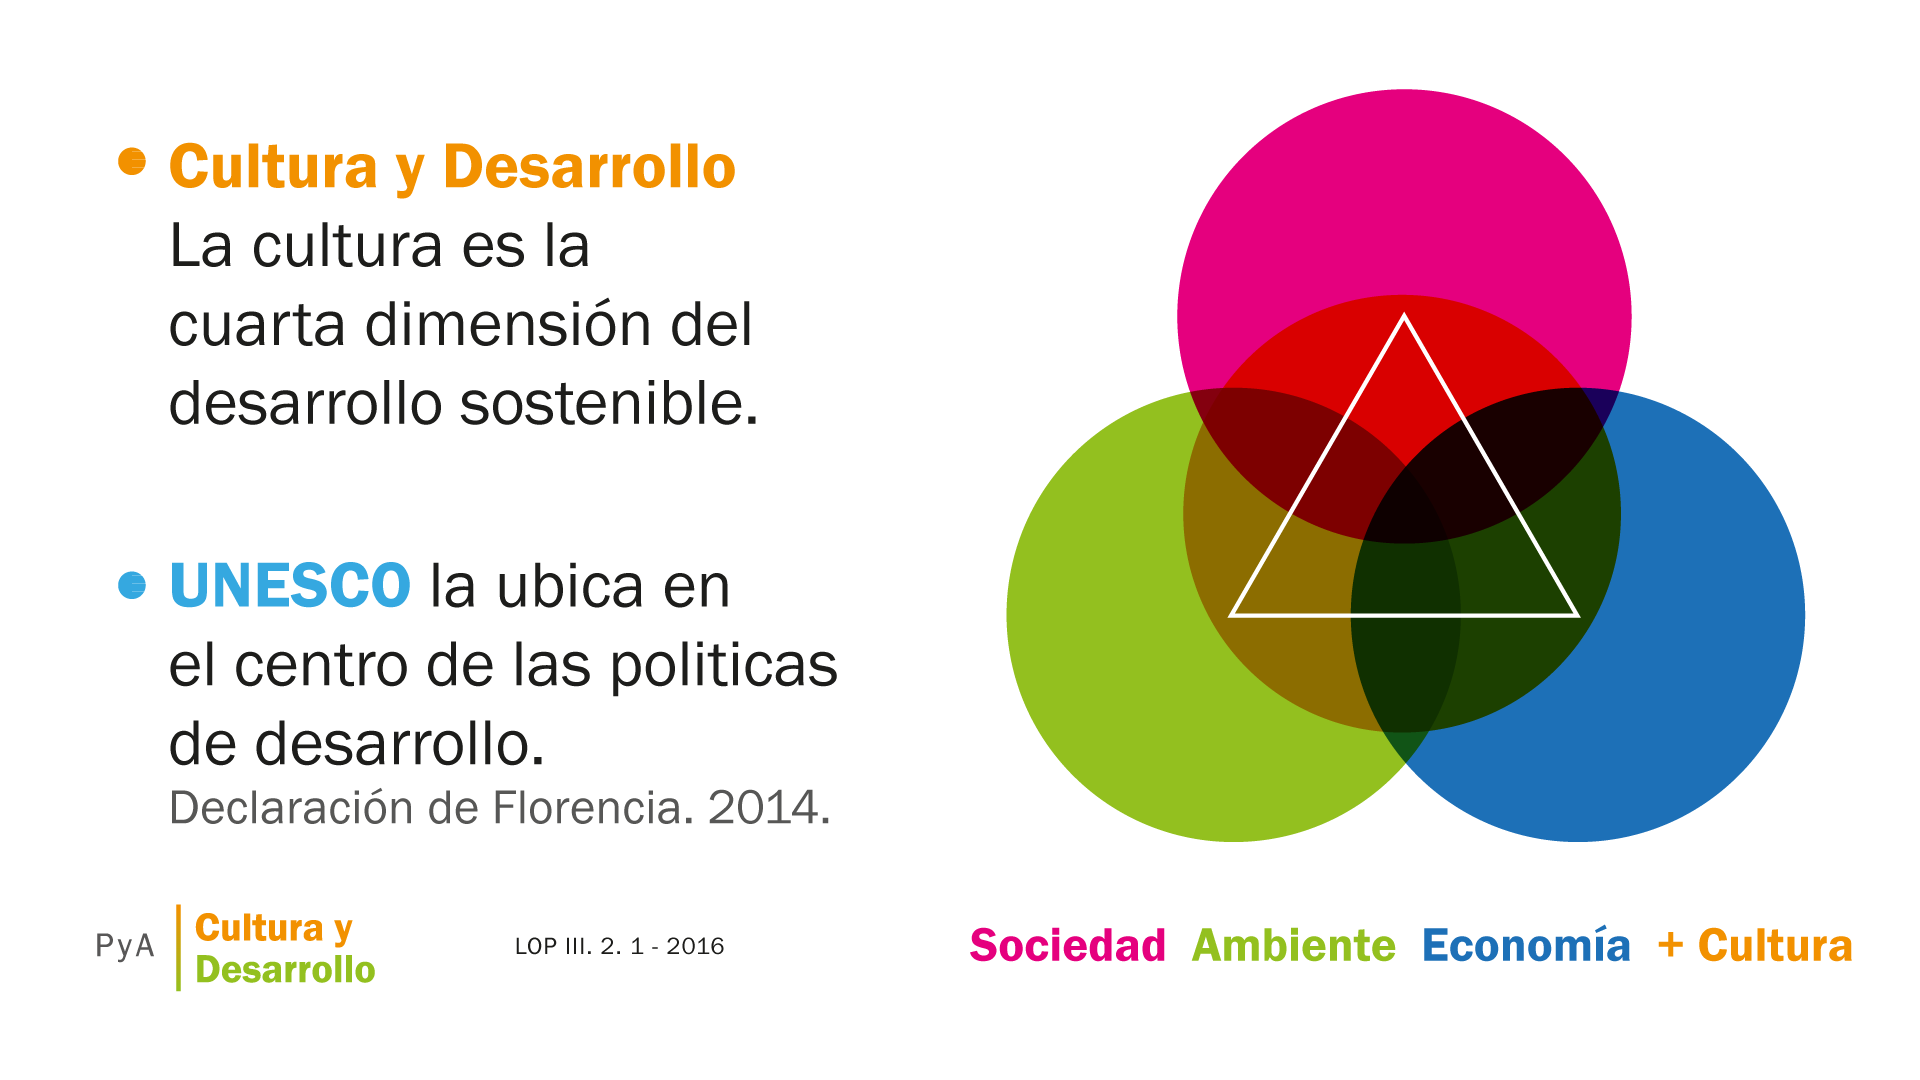 Cultura y Desarrollo
La cultura es la
cuarta dimensión del
desarrollo sostenible.
UNESCO la ubica en
el centro de las politicas
de desarrollo.
Declaración de Florencia. 2014.
PyA
Cultura y
Desarrollo
LOP III. 2. 1 - 2016
Sociedad Ambiente Economía + Cultura